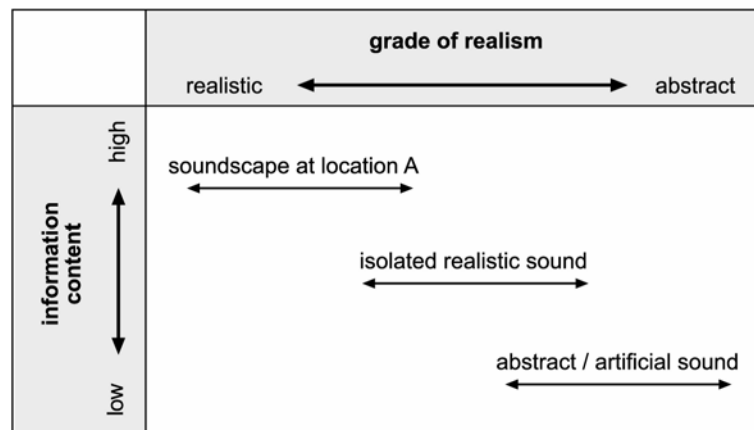 grade of realism
realistic
abstract
information
content
high
low
soundscape at location A
isolated realistic sound
abstract / artificial sound